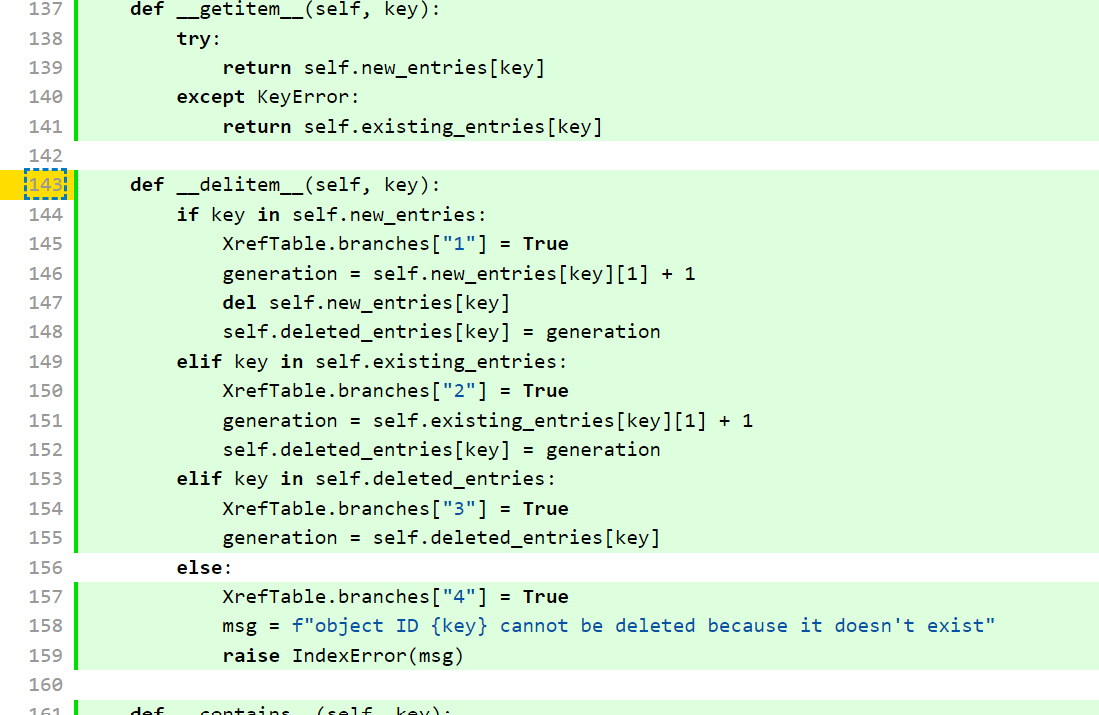 137 def __getitem__(self, key):
138 try:
139 return self.new_entries[key]
140 except KeyError:
141 return self.existing_entries[key]
142
143 def __delitem__(self, key):
144 if key in self.new_entries:
145 XrefTable.branches["1"] = True
146 generation = self.new_entries[key][1] + 1
147 del self.new_entries[key]
148 self.deleted_entries[key] = generation
149 elif key in self.existing_entries:
150 XrefTable.branches["2"] = True
151 generation = self.existing_entries[key][1] + 1
152 self.deleted_entries[key] = generation
153 elif key in self.deleted_entries:
154 XrefTable.branches["3"] = True
155 generation = self.deleted_entries[key]
156 else:
157 XrefTable.branches["4"] = True
158 msg = f"object ID {key} cannot be deleted because it doesn't exist"
159 raise IndexError(msg)
160
161 def __contains__(self, key):